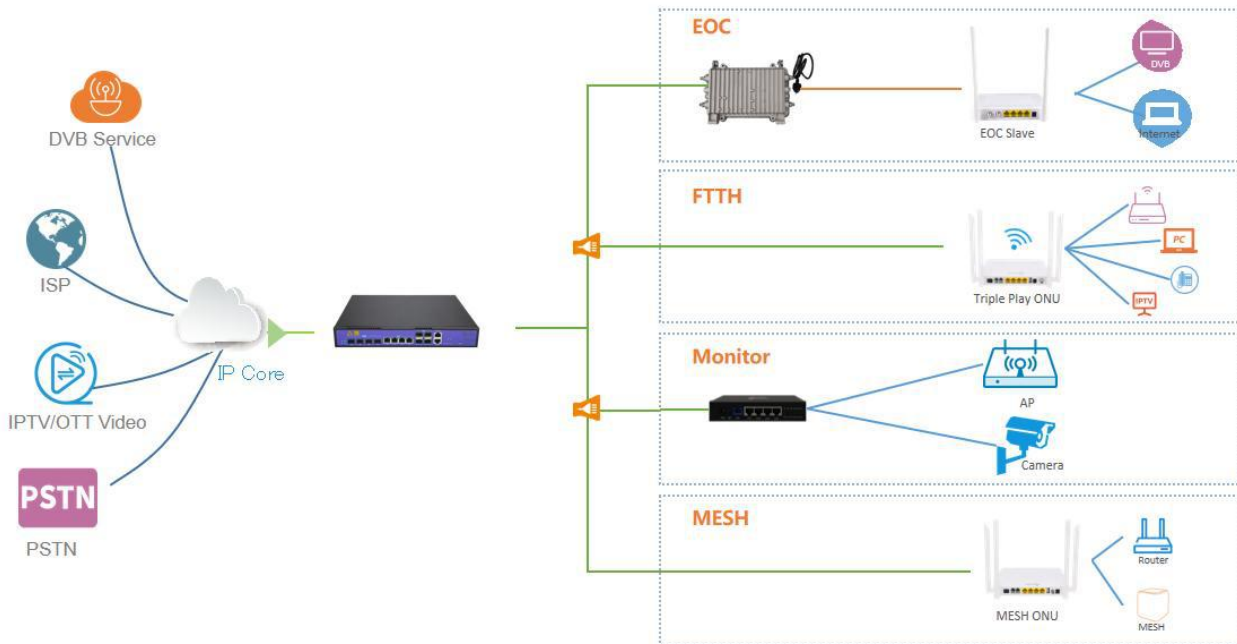 DVB Service
ISP
IPTV/OTT Video
PSTN
PSTN
IP Core
EOC
EOC Slave
DVB
Internet
FTTH
Triple Play ONU
PC
IPTV
Monitor
AP
Camera
MESH
MESH ONU
Router
MESH